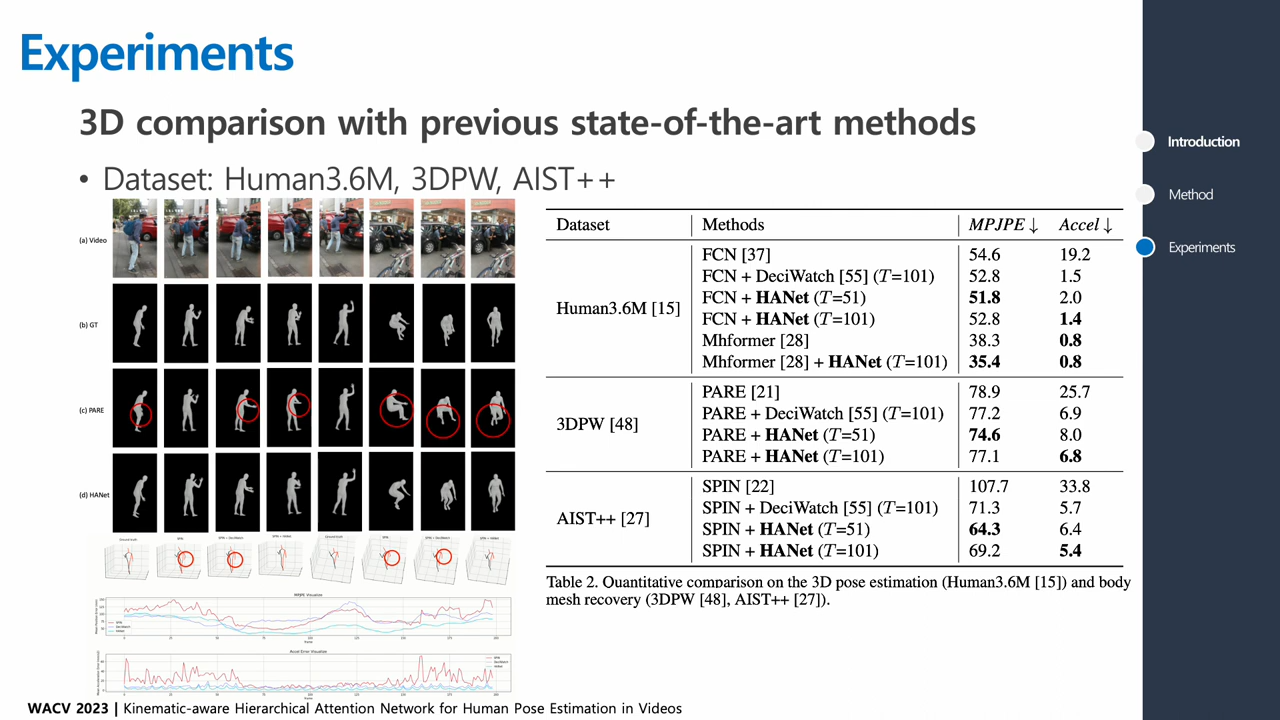 Experiments
3D comparison with previous state-of-the-art methods
• Dataset: Human3.6M, 3DPW, AIST++
(a) Video
(b) GT
(c) PARE
(d) HANet
Dataset Methods MPJPE ↓ Accel ↓
Human3.6M [15]
FCN [37] 54.6 19.2
FCN + DeciWatch [55] (T=101) 52.8 1.5
FCN + HANet (T=51) 51.8 2.0
FCN + HANet (T=101) 52.8 1.4
Mhformer [28] 38.3 0.8
Mhformer [28] + HANet (T=101) 35.4 0.8
3DPW [48]
PARE [21] 78.9 25.7
PARE + DeciWatch [55] (T=101) 77.2 6.9
PARE + HANet (T=51) 74.6 8.0
PARE + HANet (T=101) 77.1 6.8
AIST++ [27]
SPIN [22] 107.7 33.8
SPIN + DeciWatch [55] (T=101) 71.3 5.7
SPIN + HANet (T=51) 64.3 6.4
SPIN + HANet (T=101) 69.2 5.4
Table 2. Quantitative comparison on the 3D pose estimation (Human3.6M [15]) and body
mesh recovery (3DPW [48], AIST++ [27]).
Introduction
Method
Experiments
WACV 2023 | Kinematic-aware Hierarchical Attention Network for Human Pose Estimation in Videos